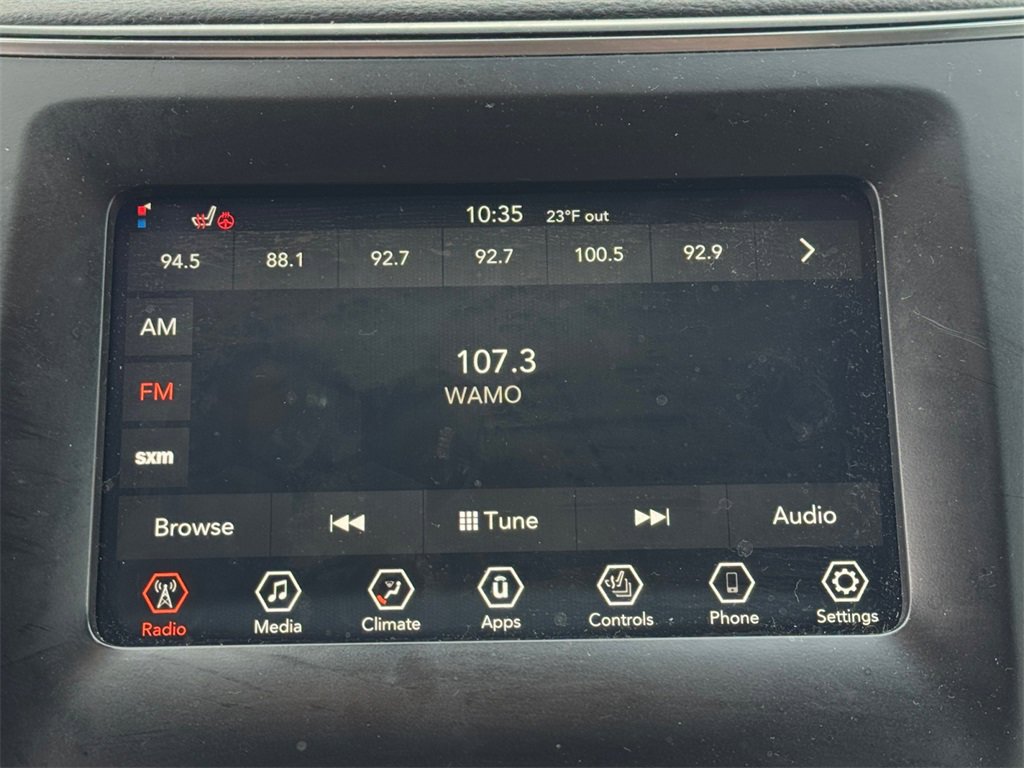 10:35 23°F out
94.5 88.1 92.7 92.7 100.5 92.9
AM
FM
sxm
107.3
WAMO
Browse Tune Audio
Radio Media Climate Apps Controls Phone Settings